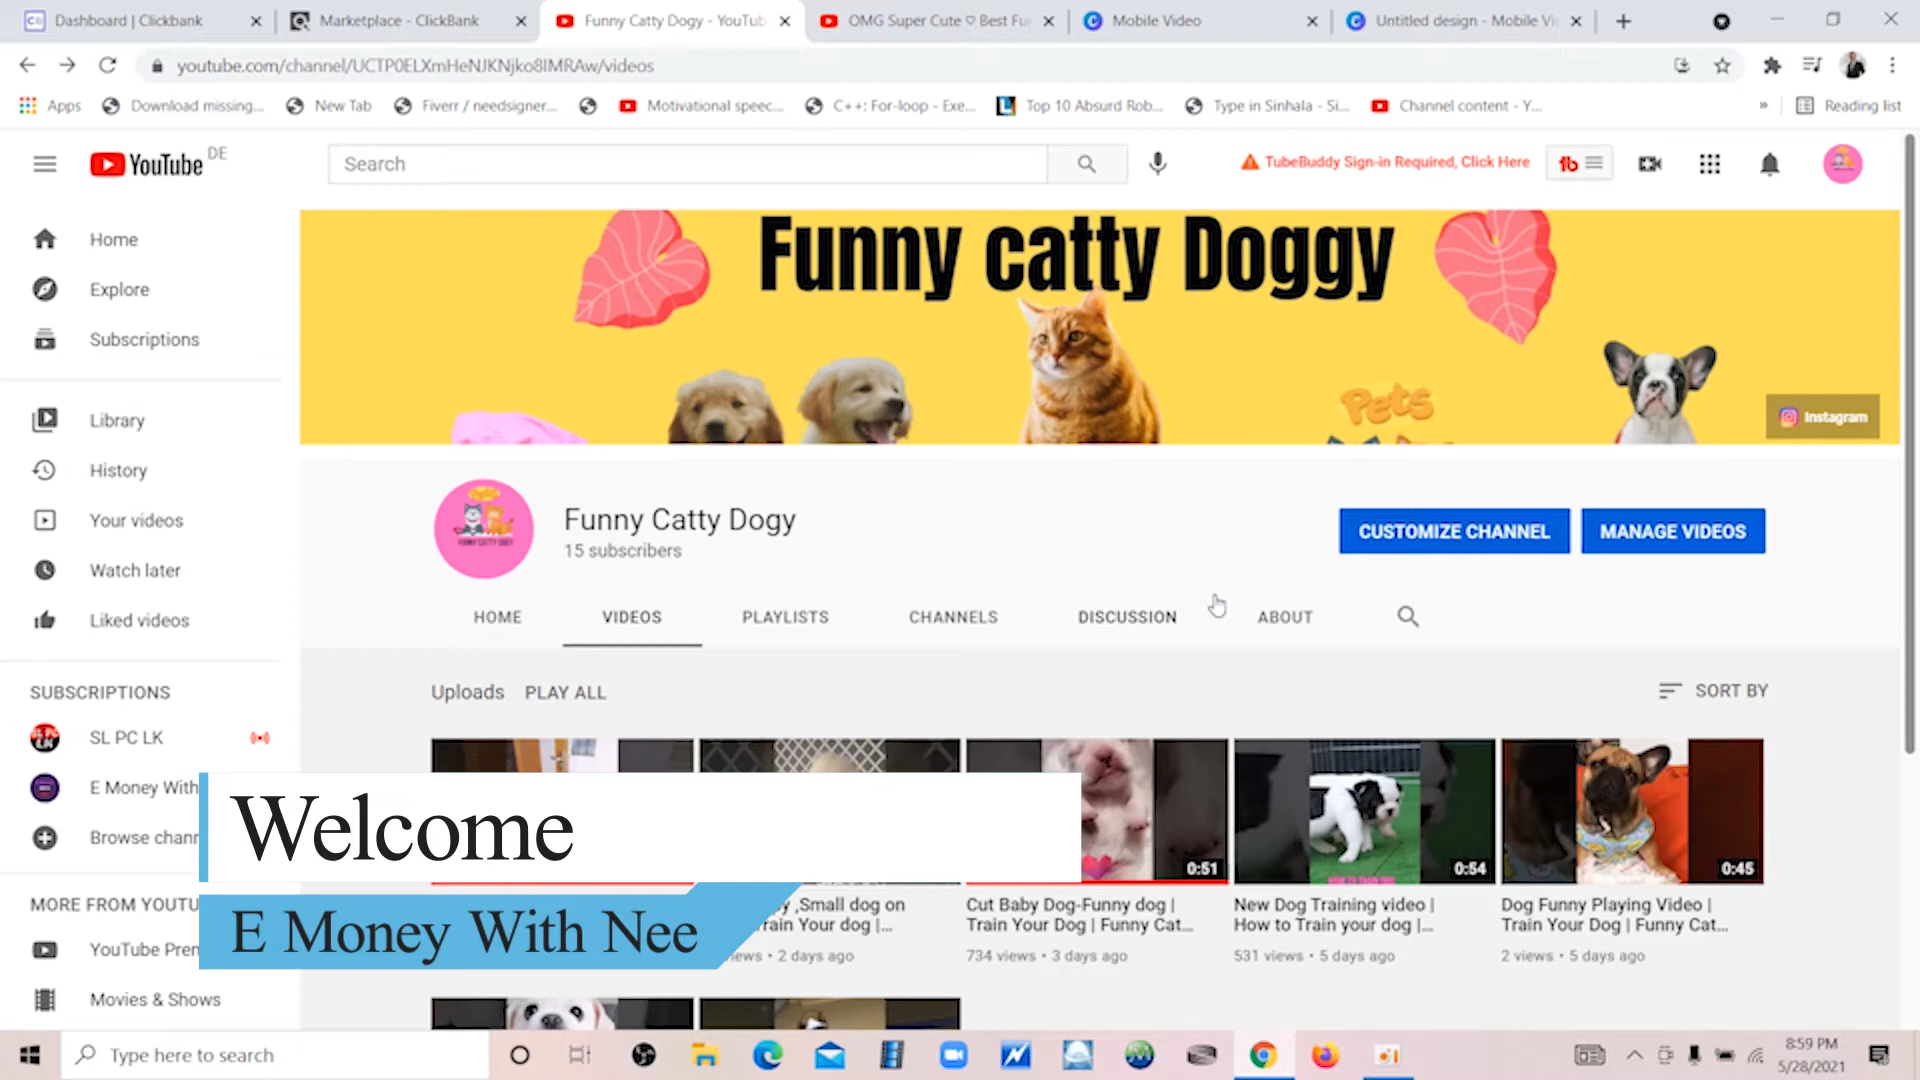 Dashboard | Clickbank
Marketplace - ClickBank
Funny Catty Dogy - YouTub
OMG Super Cute ♡ Best Fu
Mobile Video
Untitled design - Mobile Vi
youtube.com/channel/UCTP0ELXmHeNJKNjko8IMRAw/videos
Apps
Download missing...
New Tab
Fiverr / needsigner...
Motivational speec...
C++: For-loop - Exe...
Top 10 Absurd Rob...
Type in Sinhala - Si...
Channel content - Y...
»
Reading list
YouTube DE
Search
TubeBuddy Sign-in Required, Click Here
tb
Home
Explore
Subscriptions
Library
History
Your videos
Watch later
Liked videos
SUBSCRIPTIONS
SL PC LK
E Money With
Browse chann
MORE FROM YOUTU
YouTube Pren
Movies & Shows
Funny catty Doggy
Pets
Instagram
Funny Catty Dogy
15 subscribers
CUSTOMIZE CHANNEL
MANAGE VIDEOS
HOME
VIDEOS
PLAYLISTS
CHANNELS
DISCUSSION
ABOUT
Uploads
PLAY ALL
SORT BY
0:51
0:54
0:45
Welcome
E Money With Nee
,Small dog on
rain Your dog |...
views • 2 days ago
Cut Baby Dog-Funny dog |
Train Your Dog | Funny Cat...
734 views • 3 days ago
New Dog Training video |
How to Train your dog |...
531 views • 5 days ago
Dog Funny Playing Video |
Train Your Dog | Funny Cat...
2 views • 5 days ago
Type here to search
8:59 PM
5/28/2021